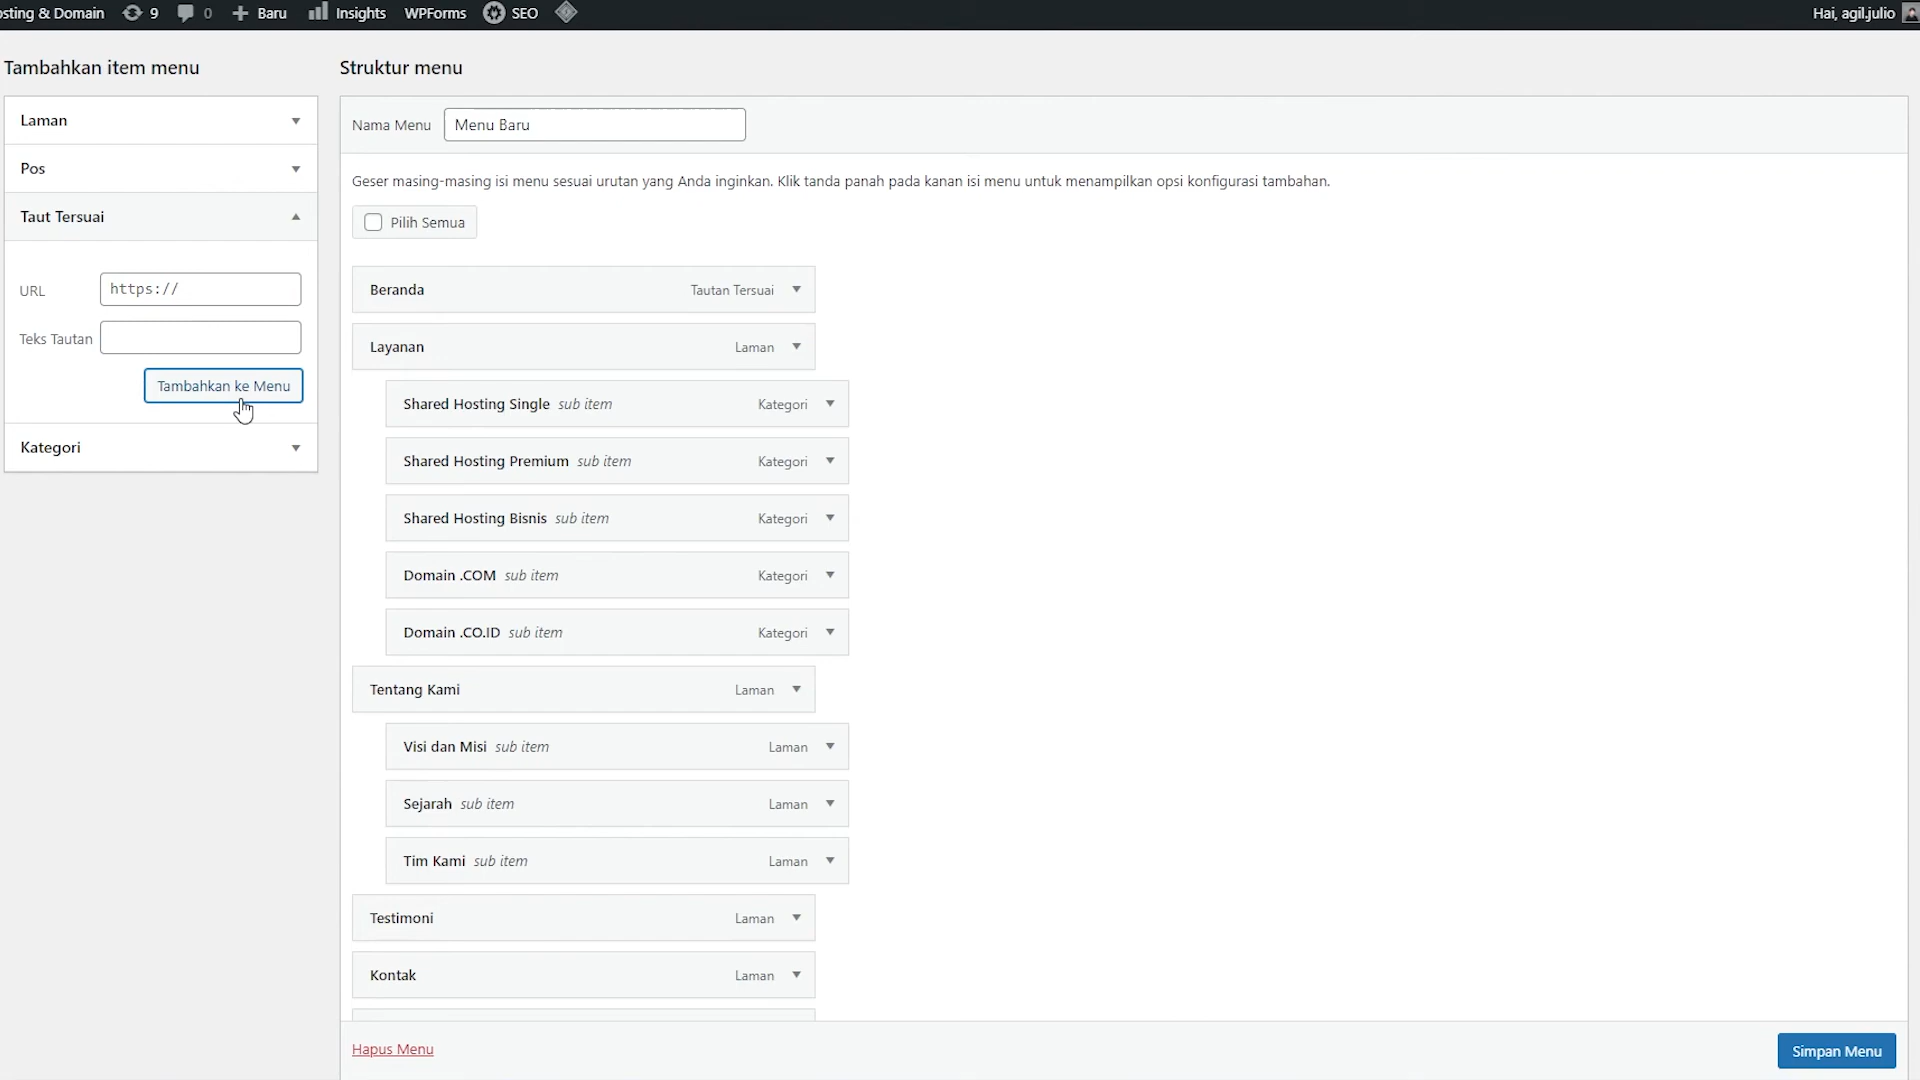 osting & Domain 9 0 Baru Insights WPForms SEO Hai, agil.julio
Tambahkan item menu
Laman
Pos
Taut Tersuai
URL https://
Teks Tautan
Tambahkan ke Menu
Kategori
Struktur menu
Nama Menu Menu Baru
Geser masing-masing isi menu sesuai urutan yang Anda inginkan. Klik tanda panah pada kanan isi menu untuk menampilkan opsi konfigurasi tambahan.
Pilih Semua
Beranda Tautan Tersuai
Layanan Laman
Shared Hosting Single sub item Kategori
Shared Hosting Premium sub item Kategori
Shared Hosting Bisnis sub item Kategori
Domain .COM sub item Kategori
Domain .CO.ID sub item Kategori
Tentang Kami Laman
Visi dan Misi sub item Laman
Sejarah sub item Laman
Tim Kami sub item Laman
Testimoni Laman
Kontak Laman
Hapus Menu Simpan Menu